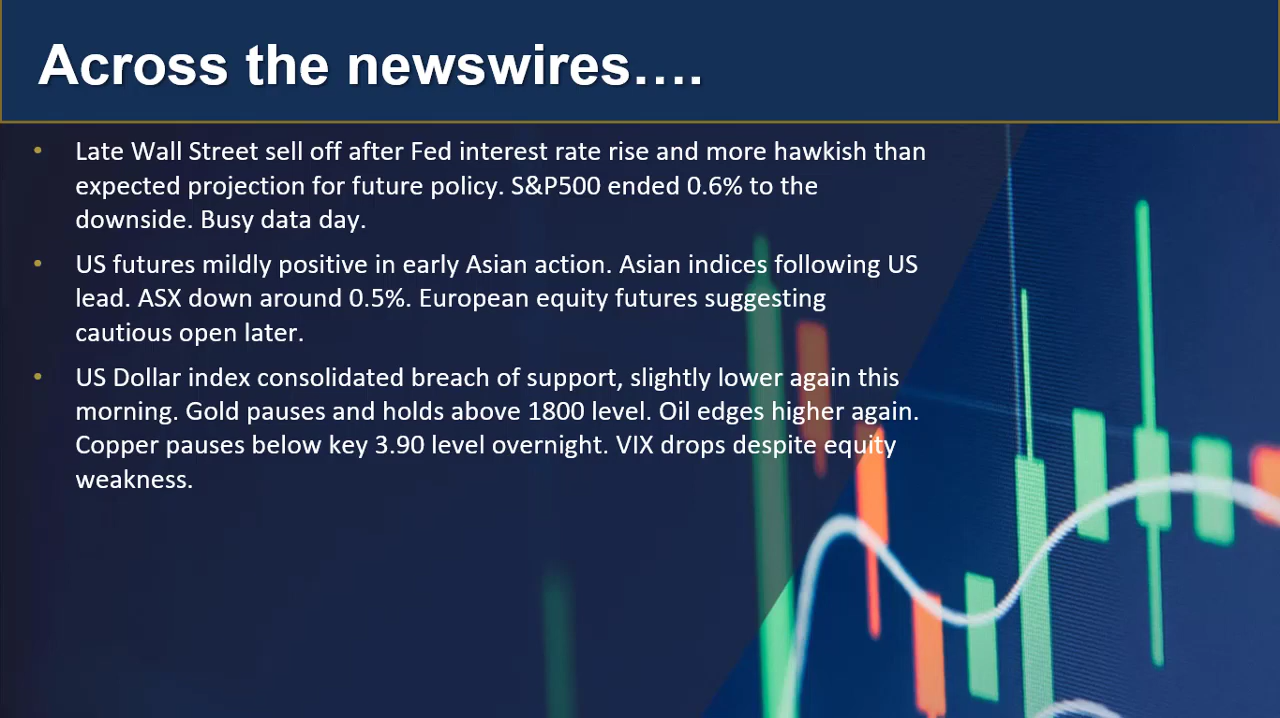 Across the newswires....
• Late Wall Street sell off after Fed interest rate rise and more hawkish than
expected projection for future policy. S&P500 ended 0.6% to the
downside. Busy data day.
• US futures mildly positive in early Asian action. Asian indices following US
lead. ASX down around 0.5%. European equity futures suggesting
cautious open later.
• US Dollar index consolidated breach of support, slightly lower again this
morning. Gold pauses and holds above 1800 level. Oil edges higher again.
Copper pauses below key 3.90 level overnight. VIX drops despite equity
weakness.